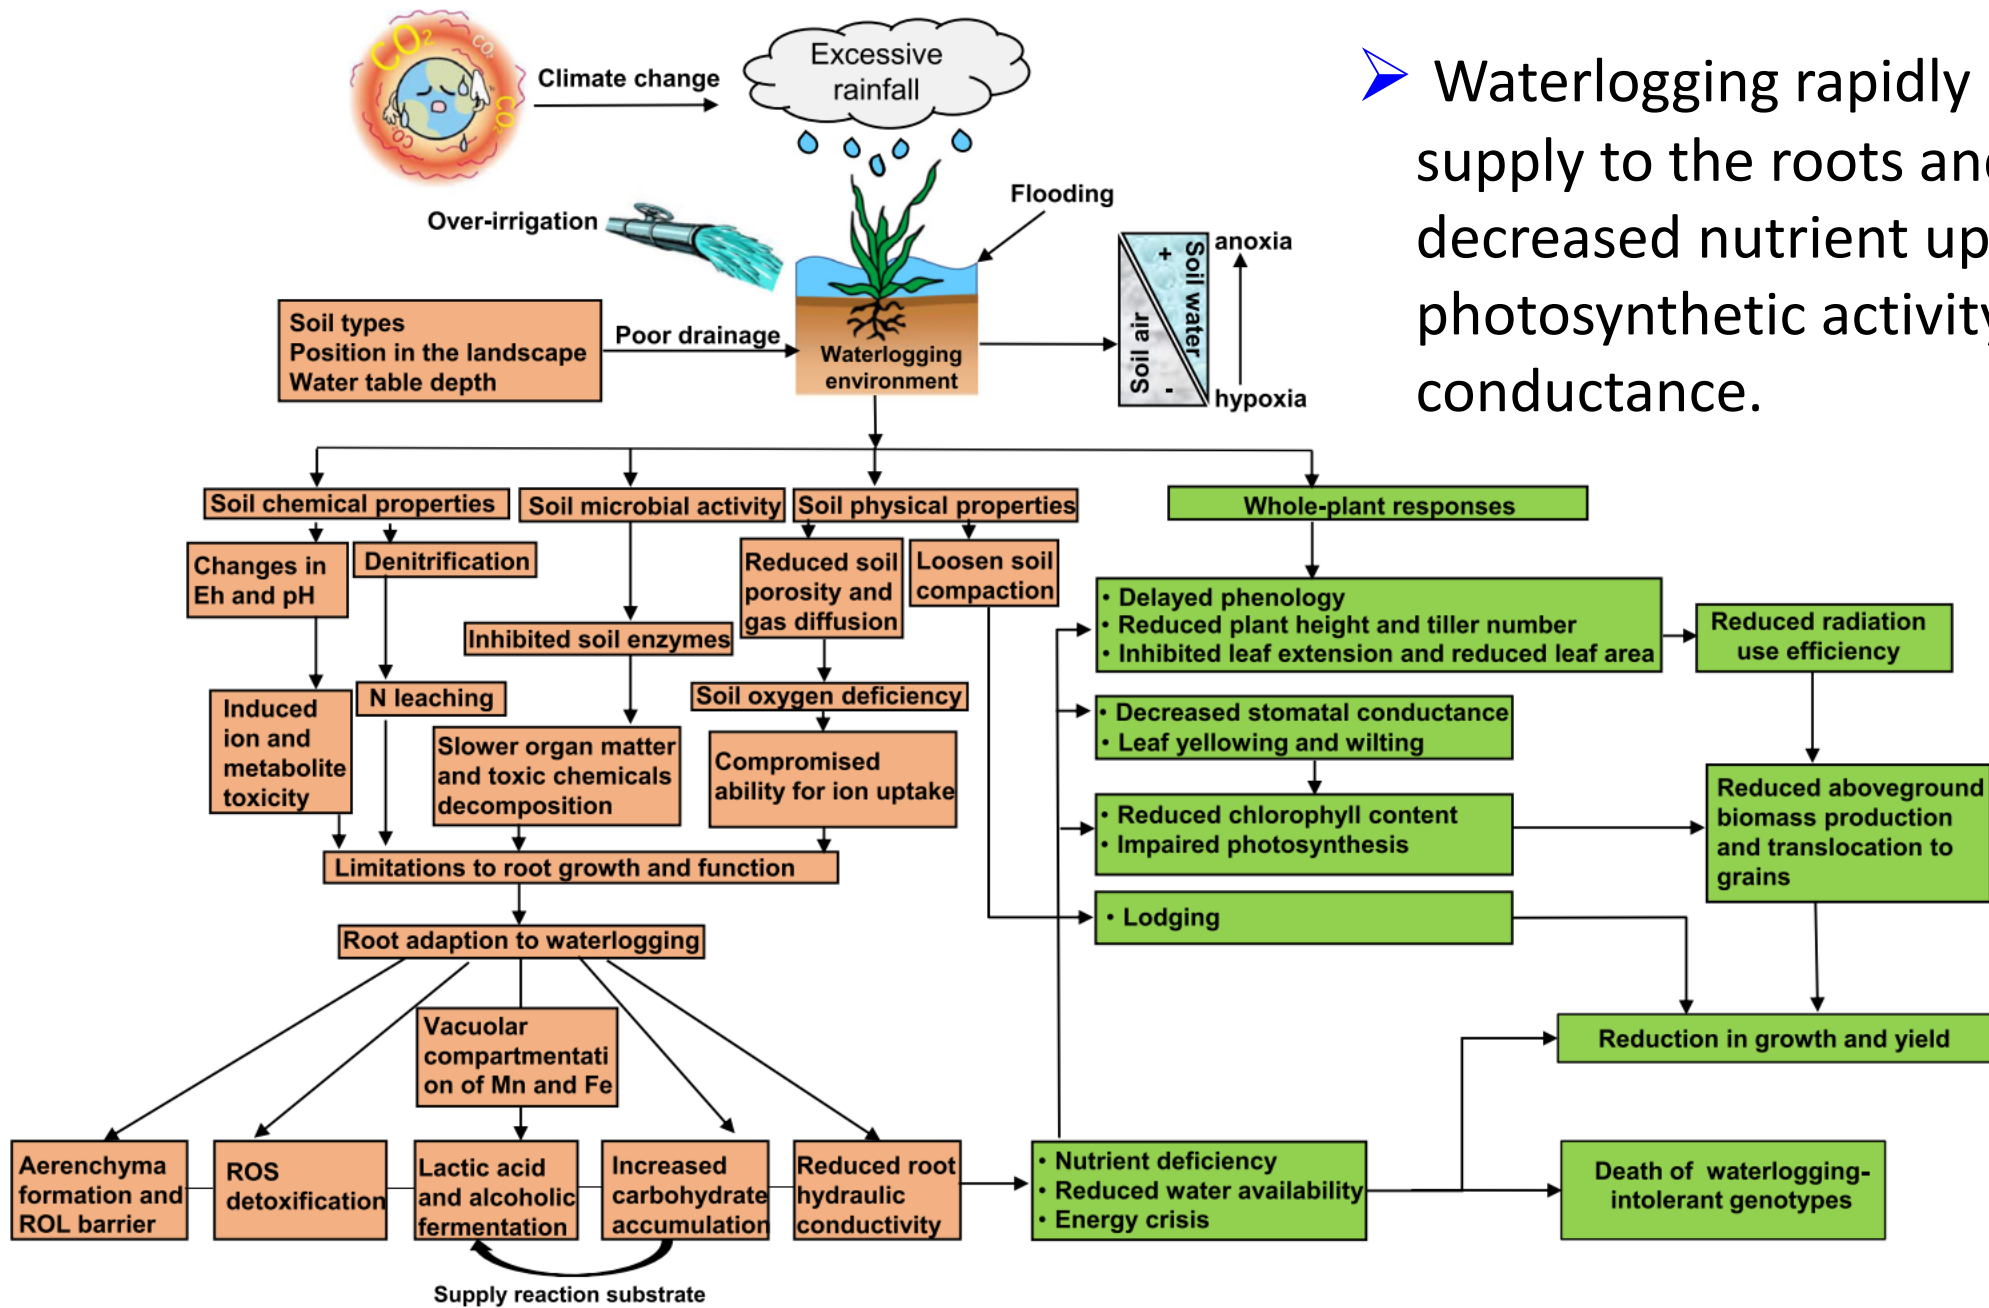 CO2
CO2
CO2
CO2
Climate change
Excessive
rainfall
Waterlogging rapidly
supply to the roots and
decreased nutrient up
photosynthetic activity
conductance.
Over-irrigation
Flooding
anoxia
+
Soil water
Soil air
-
hypoxia
Soil types
Position in the landscape
Water table depth
Poor drainage
Waterlogging
environment
Soil chemical properties
Soil microbial activity
Soil physical properties
Whole-plant responses
Changes in
Eh and pH
Denitrification
Reduced soil
porosity and
gas diffusion
Loosen soil
compaction
Inhibited soil enzymes
• Delayed phenology
• Reduced plant height and tiller number
• Inhibited leaf extension and reduced leaf area
Reduced radiation
use efficiency
Induced
ion and
metabolite
toxicity
N leaching
Soil oxygen deficiency
Slower organ matter
and toxic chemicals
decomposition
Compromised
ability for ion uptake
• Decreased stomatal conductance
• Leaf yellowing and wilting
• Reduced chlorophyll content
• Impaired photosynthesis
Reduced aboveground
biomass production
and translocation to
grains
Limitations to root growth and function
• Lodging
Root adaption to waterlogging
Vacuolar
compartmentati
on of Mn and Fe
Reduction in growth and yield
Aerenchyma
formation and
ROL barrier
ROS
detoxification
Lactic acid
and alcoholic
fermentation
Increased
carbohydrate
accumulation
Reduced root
hydraulic
conductivity
• Nutrient deficiency
• Reduced water availability
• Energy crisis
Death of waterlogging-
intolerant genotypes
Supply reaction substrate